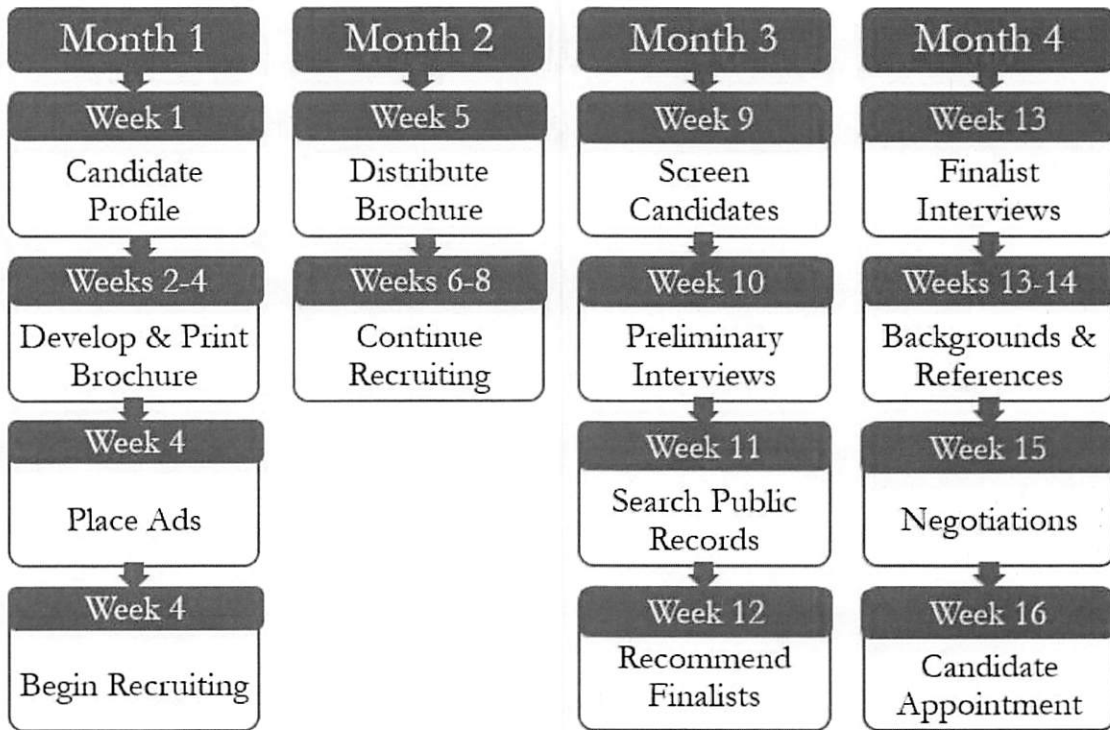 Month 1
Week 1
Candidate
Profile
Weeks 2-4
Develop & Print
Brochure
Week 4
Place Ads
Week 4
Begin Recruiting
Month 2
Week 5
Distribute
Brochure
Weeks 6-8
Continue
Recruiting
Month 3
Week 9
Screen
Candidates
Week 10
Preliminary
Interviews
Week 11
Search Public
Records
Week 12
Recommend
Finalists
Month 4
Week 13
Finalist
Interviews
Weeks 13-14
Backgrounds &
References
Week 15
Negotiations
Week 16
Candidate
Appointment